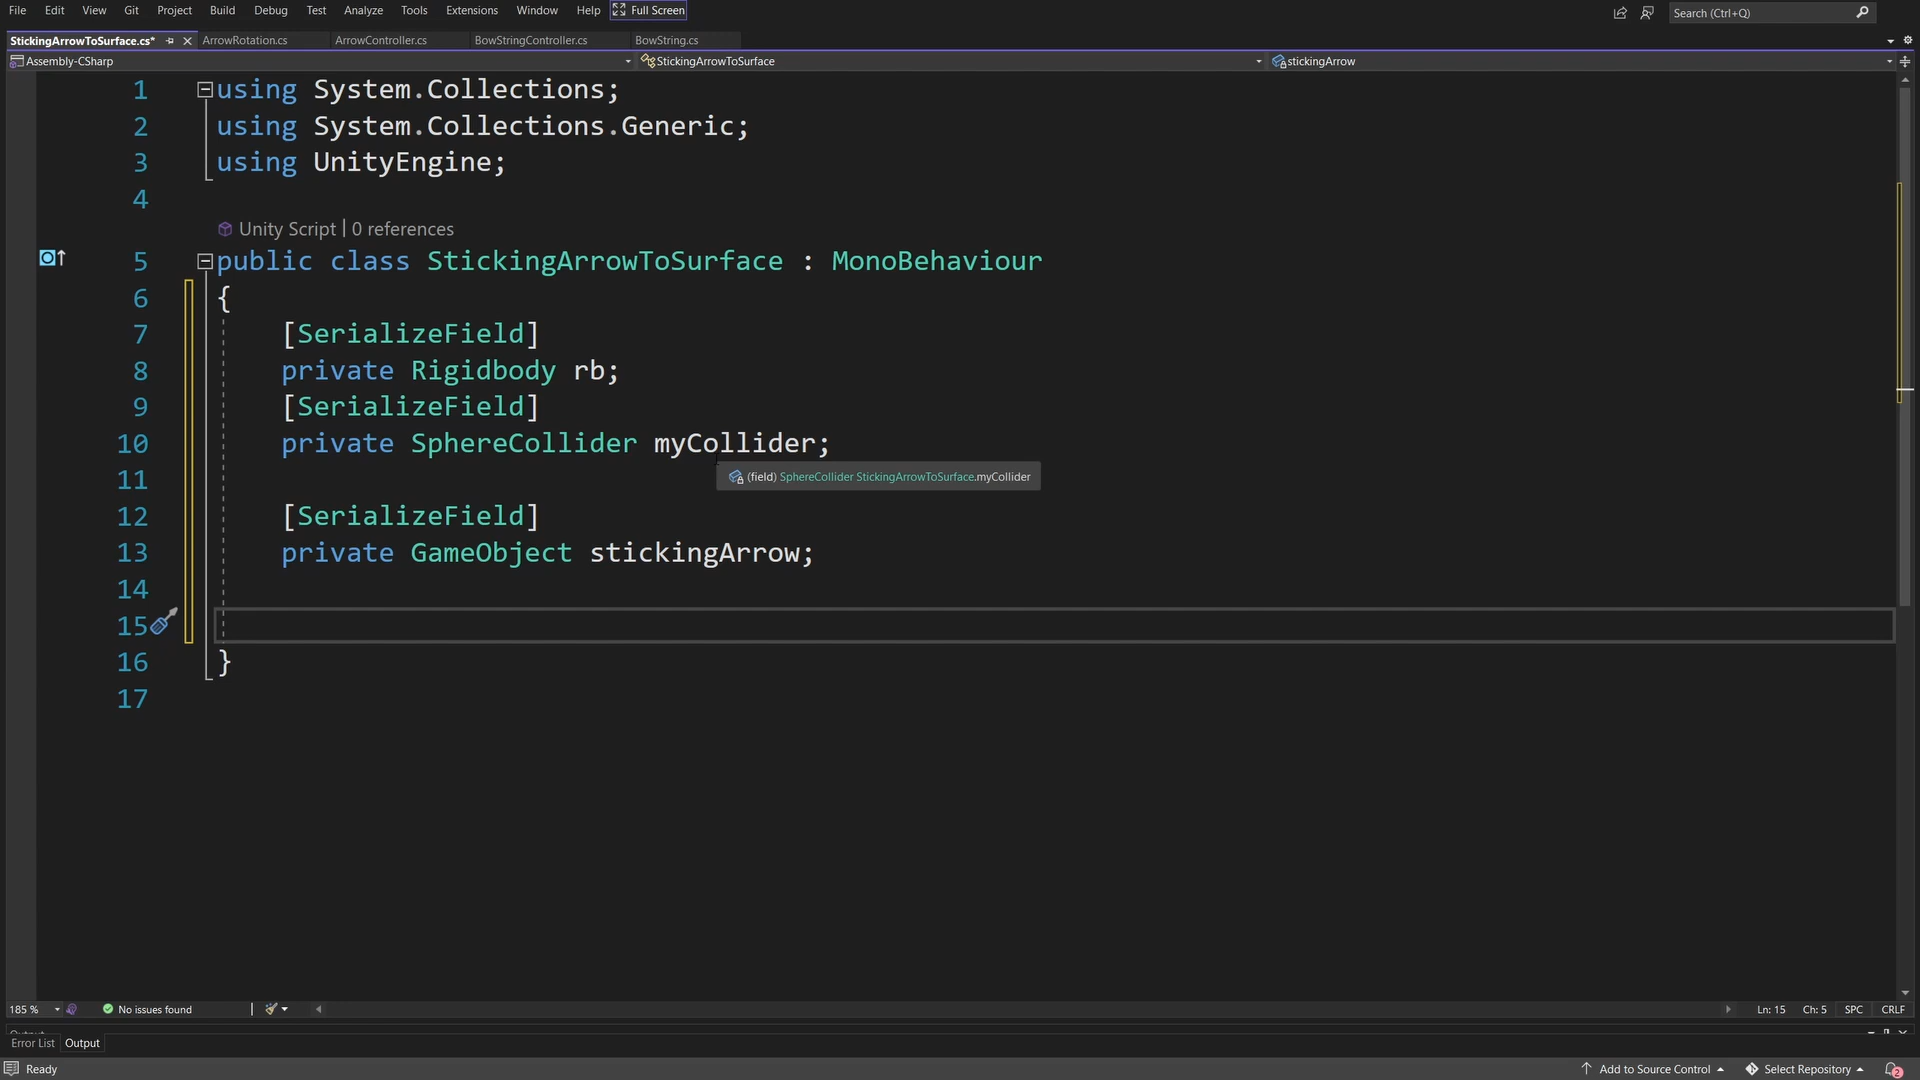 File Edit View Git Project Build Debug Test Analyze Tools Extensions Window Help Full Screen Search (Ctrl+Q)
StickingArrowToSurface.cs* ArrowRotation.cs ArrowController.cs BowStringController.cs BowString.cs
Assembly-CSharp StickingArrowToSurface stickingArrow
1 using System.Collections;
2 using System.Collections.Generic;
3 using UnityEngine;
4
Unity Script | 0 references
5 public class StickingArrowToSurface : MonoBehaviour
6 {
7 [SerializeField]
8 private Rigidbody rb;
9 [SerializeField]
10 private SphereCollider myCollider;
11 (field) SphereCollider StickingArrowToSurface.myCollider
12 [SerializeField]
13 private GameObject stickingArrow;
14
15
16 }
17
185 % No issues found Ln: 15 Ch: 5 SPC CRLF
Output
Error List Output
Ready Add to Source Control Select Repository 2